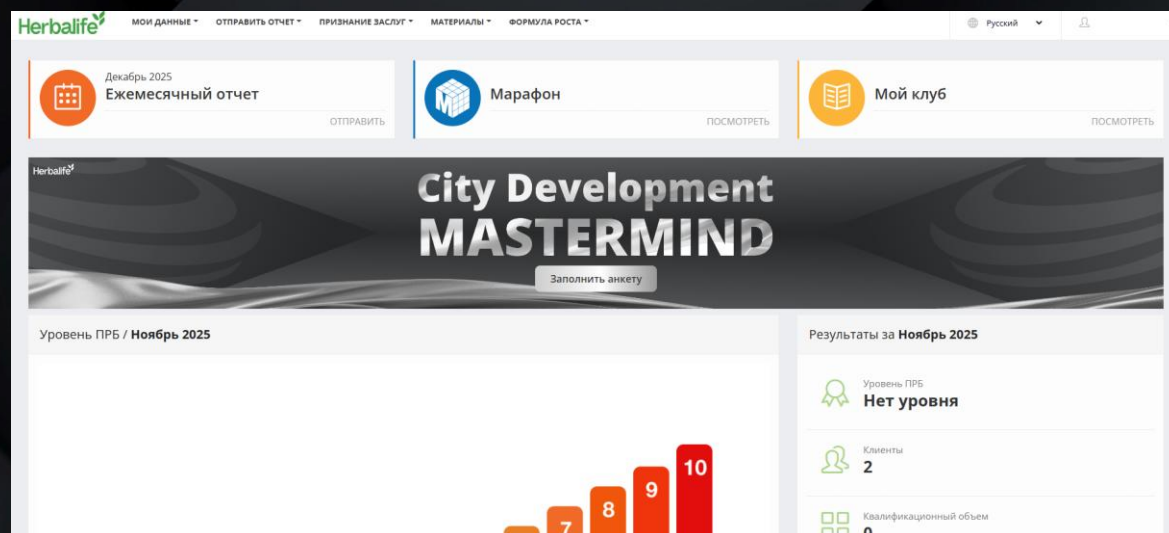 Herbalife
МОИ ДАННЫЕ
ОТПРАВИТЬ ОТЧЕТ
ПРИЗНАНИЕ ЗАСЛУГ
МАТЕРИАЛЫ
ФОРМУЛА РОСТА
Русский
Декабрь 2025
Ежемесячный отчет
ОТПРАВИТЬ
M
Марафон
ПОСМОТРЕТЬ
Мой клуб
ПОСМОТРЕТЬ
Herbalife
City Development
MASTERMIND
Заполнить анкету
Уровень ПРБ / Ноябрь 2025
7
8
9
10
Результаты за Ноябрь 2025
Уровень ПРБ
Нет уровня
Клиенты
2
Квалификационный объем
0